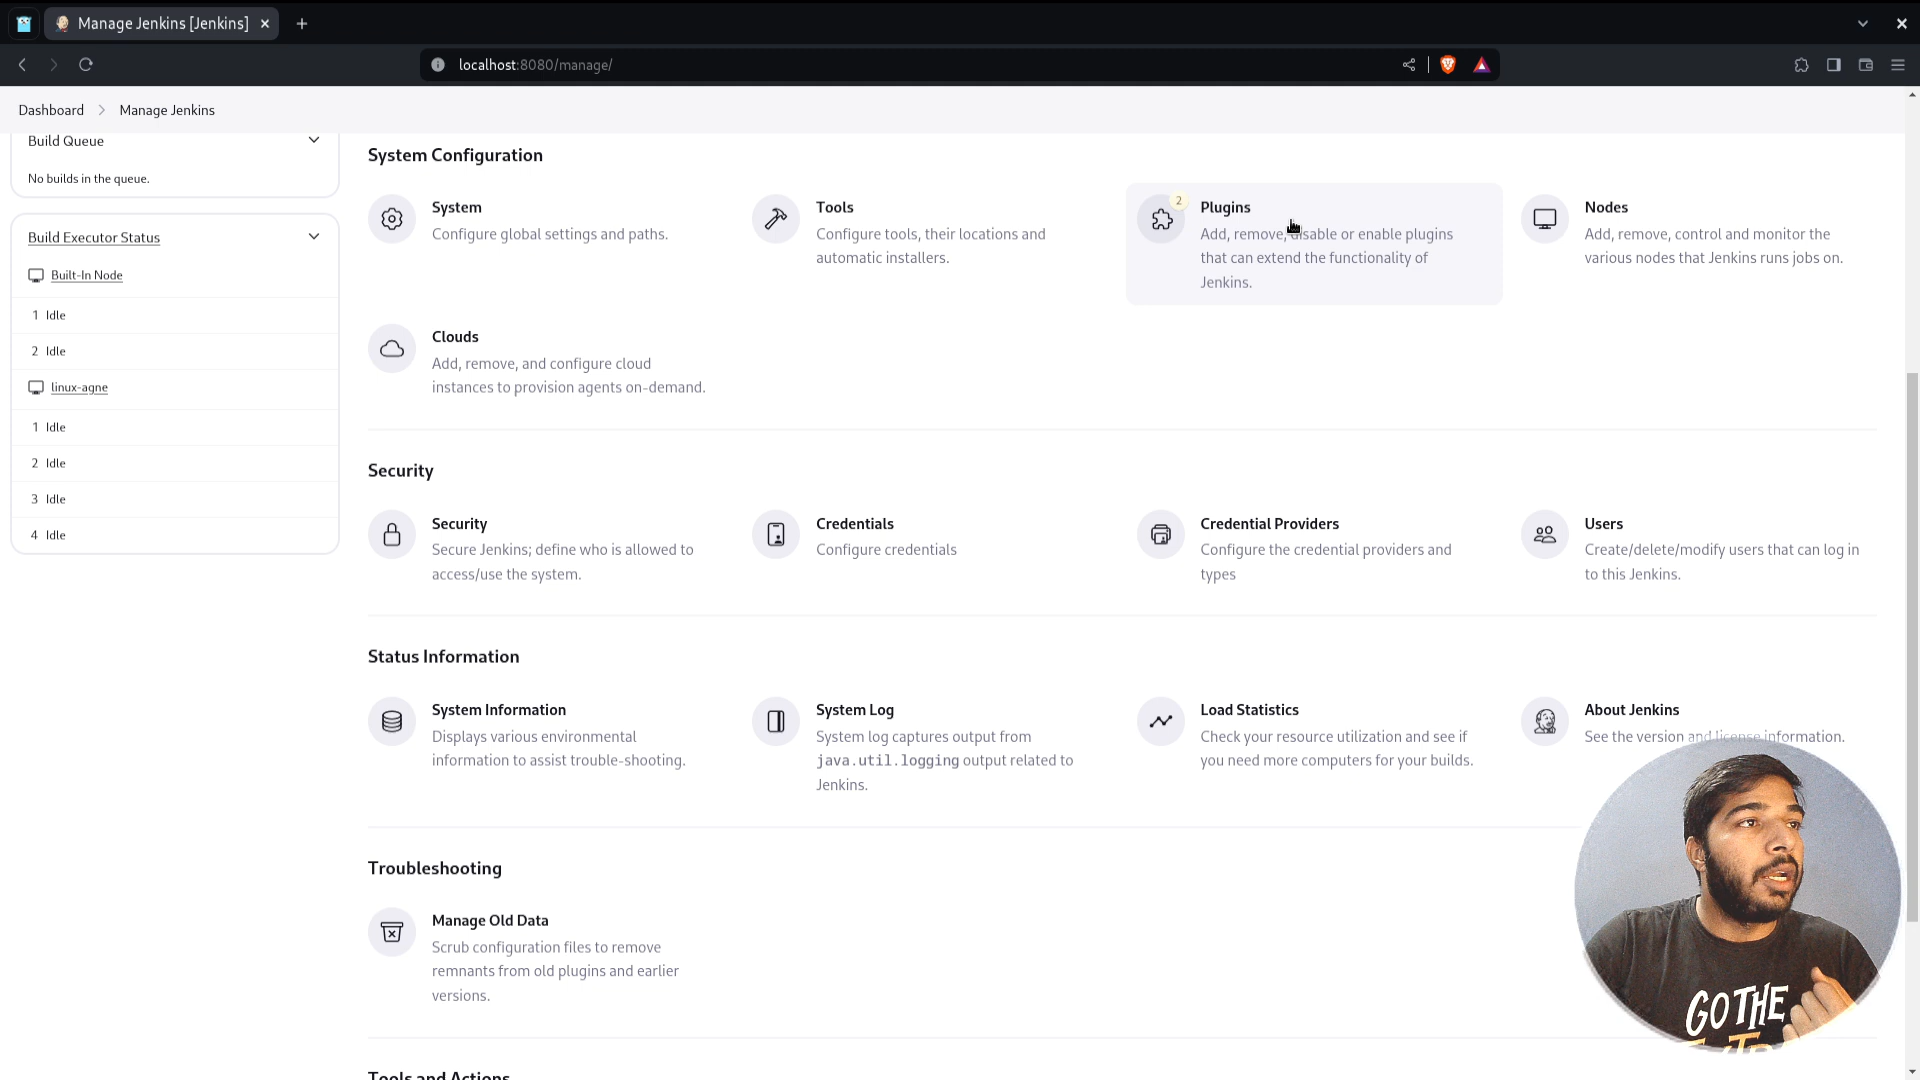 Manage Jenkins [Jenkins]
localhost:8080/manage/
Dashboard
Manage Jenkins
Build Queue
No builds in the queue.
Build Executor Status
Built-In Node
1 Idle
2 Idle
linux-agne
1 Idle
2 Idle
3 Idle
4 Idle
System Configuration
System
Configure global settings and paths.
Tools
Configure tools, their locations and
automatic installers.
2
Plugins
Add, remove, disable or enable plugins
that can extend the functionality of
Jenkins.
Nodes
Add, remove, control and monitor the
various nodes that Jenkins runs jobs on.
Clouds
Add, remove, and configure cloud
instances to provision agents on-demand.
Security
Security
Secure Jenkins; define who is allowed to
access/use the system.
Credentials
Configure credentials
Credential Providers
Configure the credential providers and
types
Users
Create/delete/modify users that can log in
to this Jenkins.
Status Information
System Information
Displays various environmental
information to assist trouble-shooting.
System Log
System log captures output from
java.util.logging output related to
Jenkins.
Load Statistics
Check your resource utilization and see if
you need more computers for your builds.
About Jenkins
See the version and license information.
Troubleshooting
Manage Old Data
Scrub configuration files to remove
remnants from old plugins and earlier
versions.
Tools and Actions
GO THE